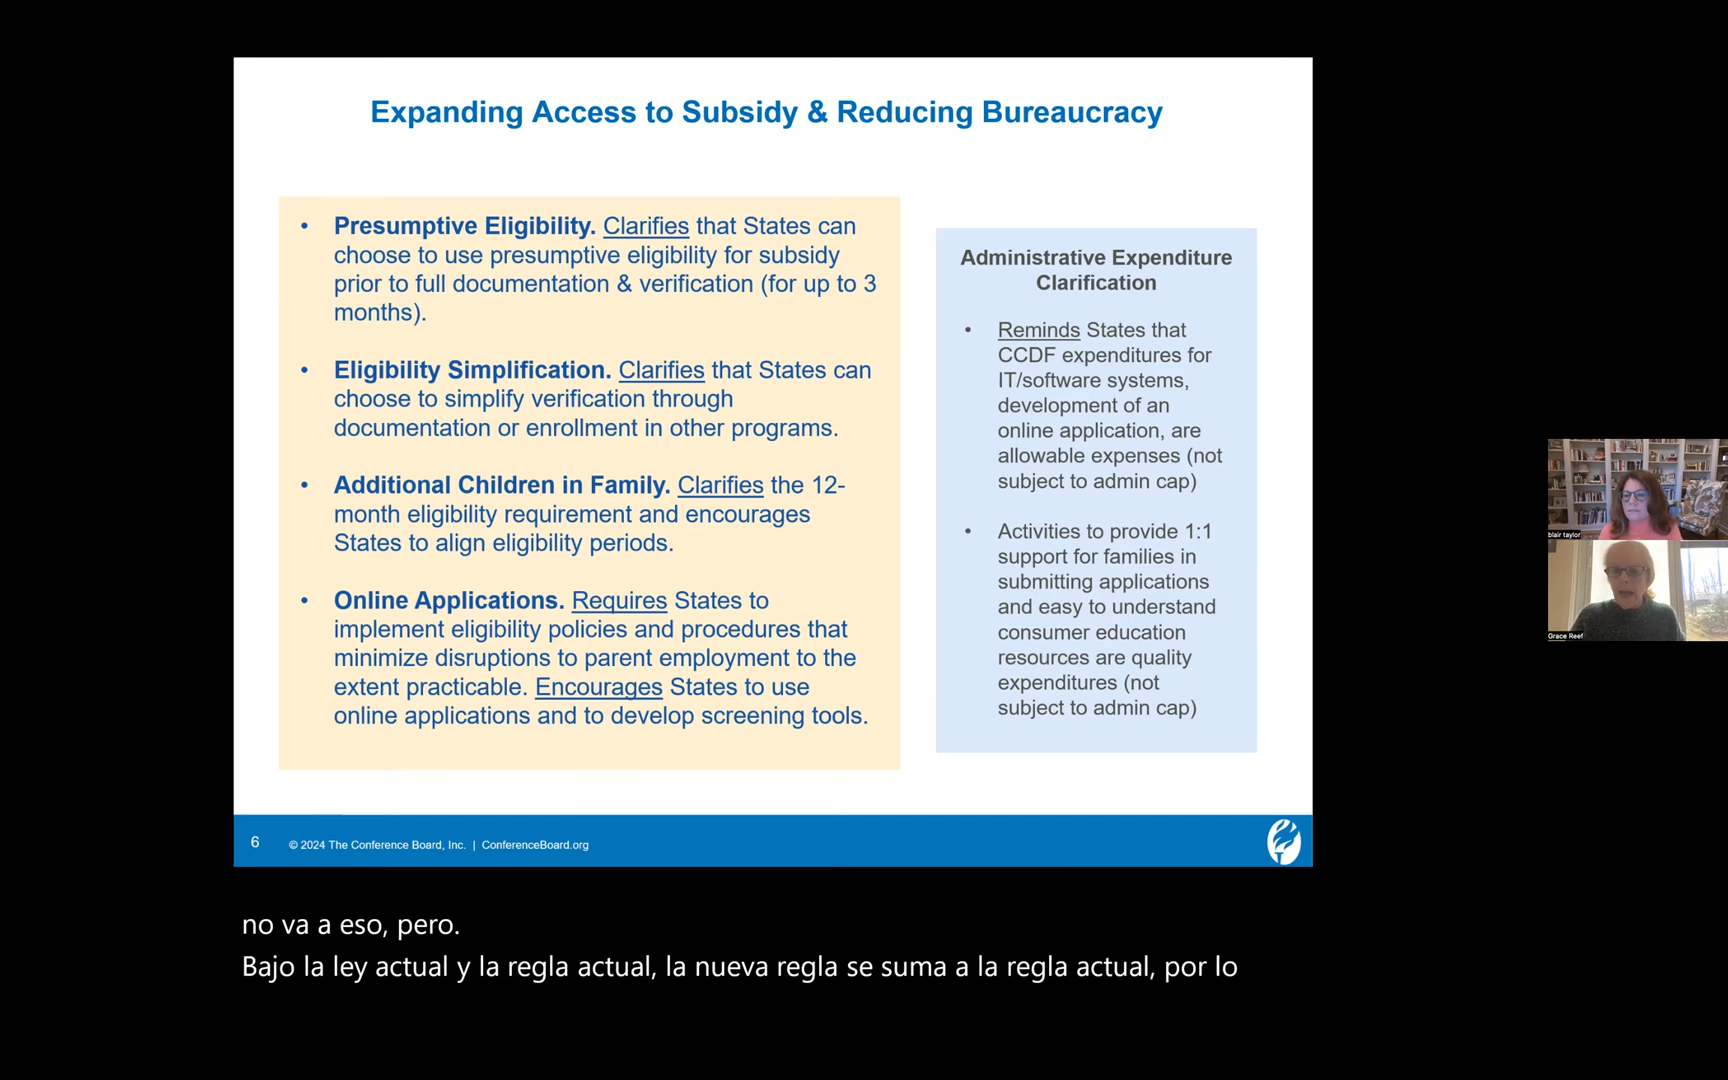 Expanding Access to Subsidy & Reducing Bureaucracy
• Presumptive Eligibility. Clarifies that States can
choose to use presumptive eligibility for subsidy
prior to full documentation & verification (for up to 3
months).
• Eligibility Simplification. Clarifies that States can
choose to simplify verification through
documentation or enrollment in other programs.
• Additional Children in Family. Clarifies the 12-
month eligibility requirement and encourages
States to align eligibility periods.
• Online Applications. Requires States to
implement eligibility policies and procedures that
minimize disruptions to parent employment to the
extent practicable. Encourages States to use
online applications and to develop screening tools.
Administrative Expenditure
Clarification
• Reminds States that
CCDF expenditures for
IT/software systems,
development of an
online application, are
allowable expenses (not
subject to admin cap)
• Activities to provide 1:1
support for families in
submitting applications
and easy to understand
consumer education
resources are quality
expenditures (not
subject to admin cap)
blair taylor
Grace Reef
6 © 2024 The Conference Board, Inc. | ConferenceBoard.org
no va a eso, pero.
Bajo la ley actual y la regla actual, la nueva regla se suma a la regla actual, por lo